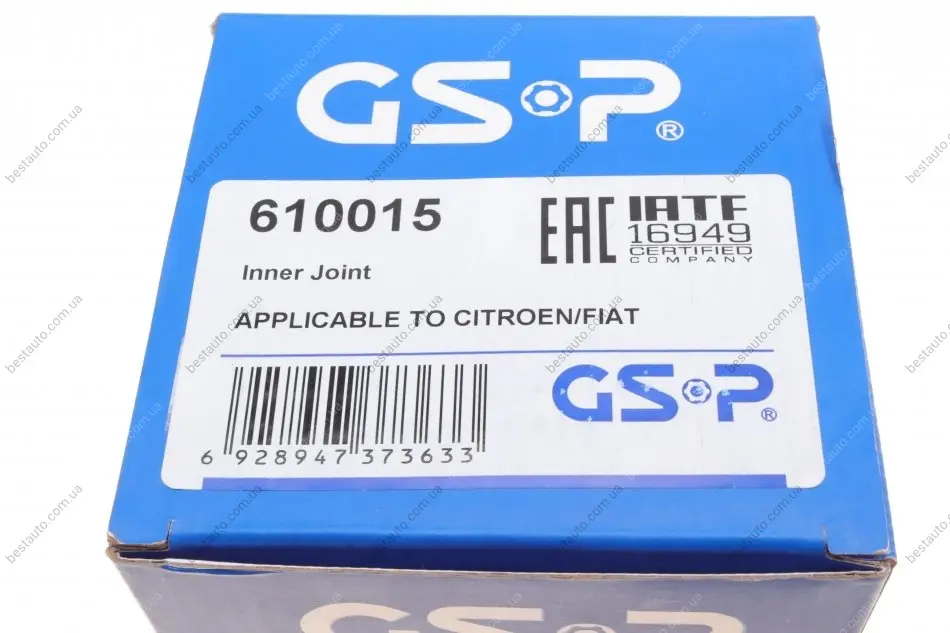 GSP®
610015
Inner Joint
APPLICABLE TO CITROEN/FIAT
EAC
IATF
16949
CERTIFIED
COMPANY
GSP®
6 928947 373633
GSP
bestauto.com.ua